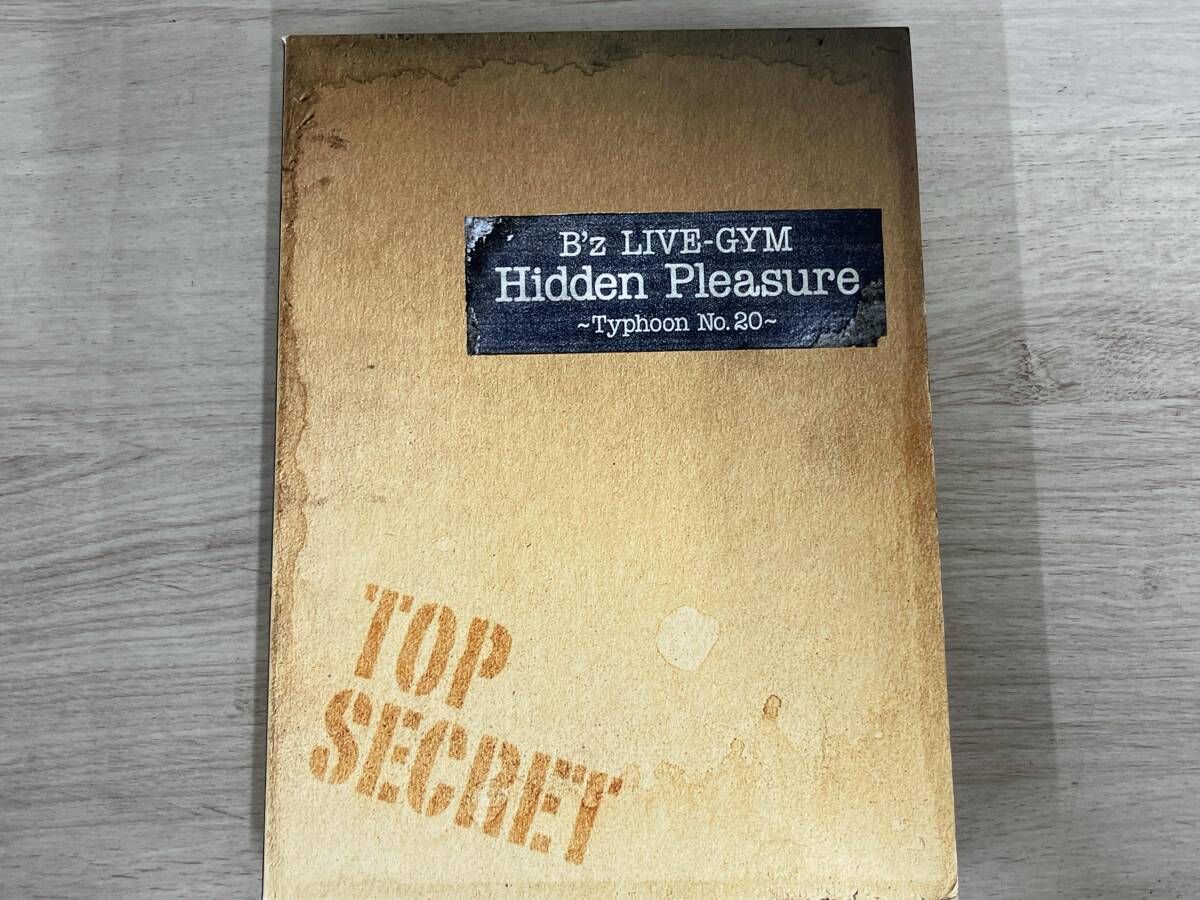 B'z LIVE-GYM
Hidden Pleasure
~Typhoon No.20~
TOP
SECRET